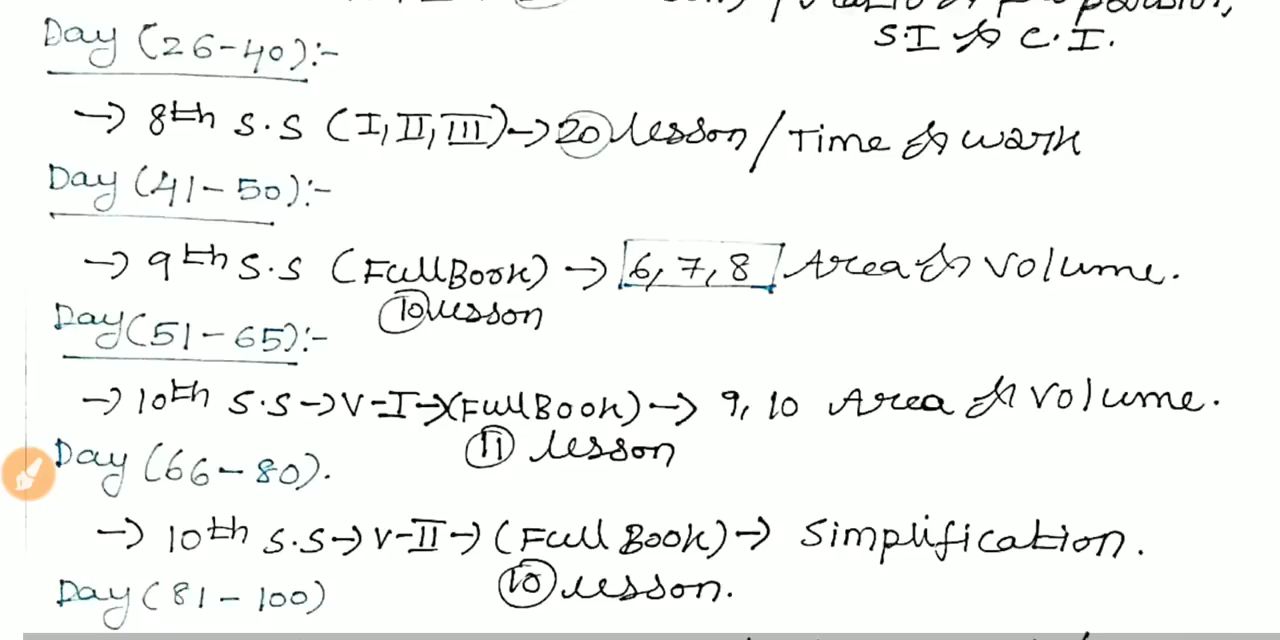 Ratio & Proportion,
S.I & C.I.
Day (26-40):-
→ 8th S.S (I, II, III) → 20 lesson / Time & work
Day (41-50):-
→ 9th S.S (Full Book) → 6, 7, 8 Area & Volume.
10 lesson
Day (51-65):-
→ 10th S.S → V-I → (Full Book) → 9, 10 Area & Volume.
11 lesson
Day (66-80).
→ 10th S.S → V-II → (Full Book) → Simplification.
10 lesson.
Day (81-100)